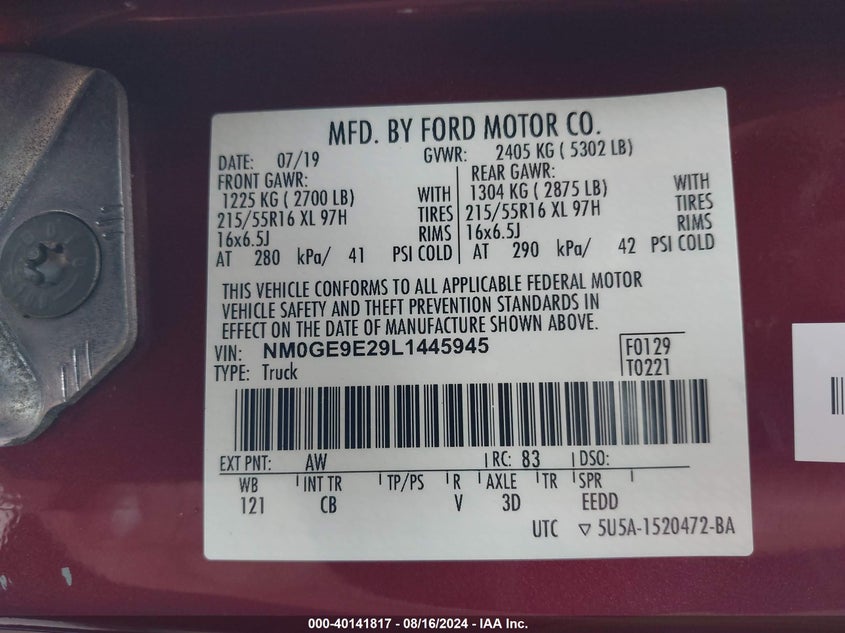 MFD. BY FORD MOTOR CO.
DATE: 07/19 GVWR: 2405 KG ( 5302 LB)
FRONT GAWR: REAR GAWR:
1225 KG ( 2700 LB) WITH 1304 KG ( 2875 LB) WITH
215/55R16 XL 97H TIRES 215/55R16 XL 97H TIRES
16x6.5J RIMS 16x6.5J RIMS
AT 280 kPa/ 41 PSI COLD AT 290 kPa/ 42 PSI COLD
THIS VEHICLE CONFORMS TO ALL APPLICABLE FEDERAL MOTOR
VEHICLE SAFETY AND THEFT PREVENTION STANDARDS IN
EFFECT ON THE DATE OF MANUFACTURE SHOWN ABOVE.
VIN: NM0GE9E29L1445945 F0129
TYPE: Truck T0221
EXT PNT: AW RC: 83 DSO:
WB INT TR TP/PS R AXLE TR SPR
121 CB V 3D EEDD
UTC ▽ 5U5A-1520472-BA
000-40141817 - 08/16/2024 - IAA Inc.